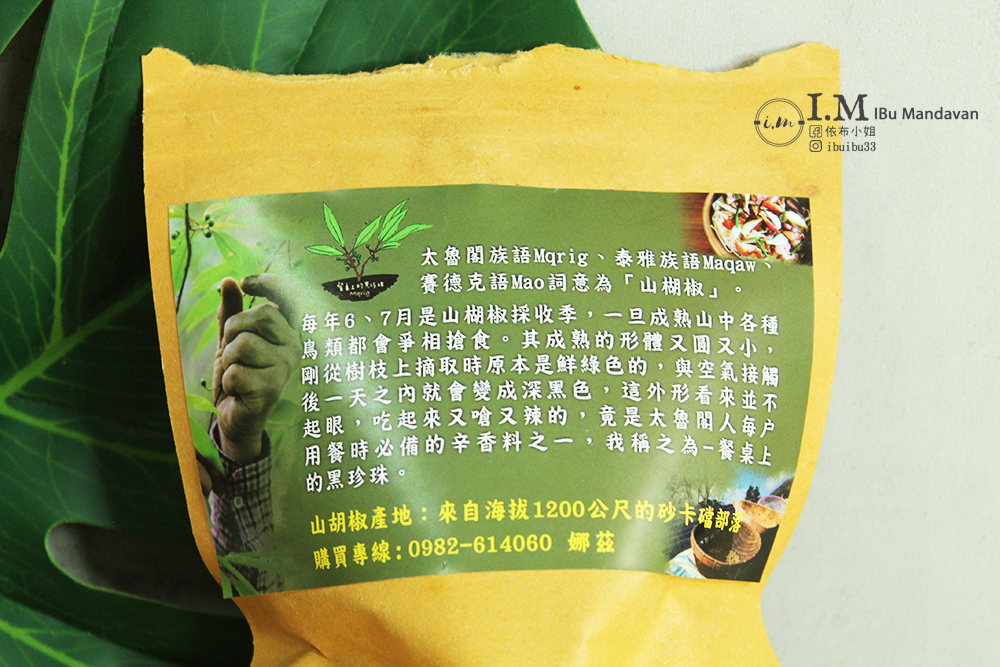 I.M IBu Mandavan
i.m
依布小姐
ibuibu33
餐桌上的黑珍珠
Mqrig
太魯閣族語Mqrig、泰雅族語Maqaw、
賽德克語Mao詞意為「山椒」。
每年6、7月是山椒採收季，一旦成熟山中各種
鳥類都會爭相搶食。其成熟的形體又圓又小，
剛從樹枝上摘取時原本是鮮綠色的，與空氣接觸
後一天之內就會變成深黑色，這外形看來並不
起眼，吃起來又嗆又辣的，竟是太魯閣人每户
用餐時必備的辛香料之一，我稱之為-餐桌上
的黑珍珠。
山胡椒產地：來自海拔1200公尺的砂卡礑部落
購買專線：0982-614060 娜茲